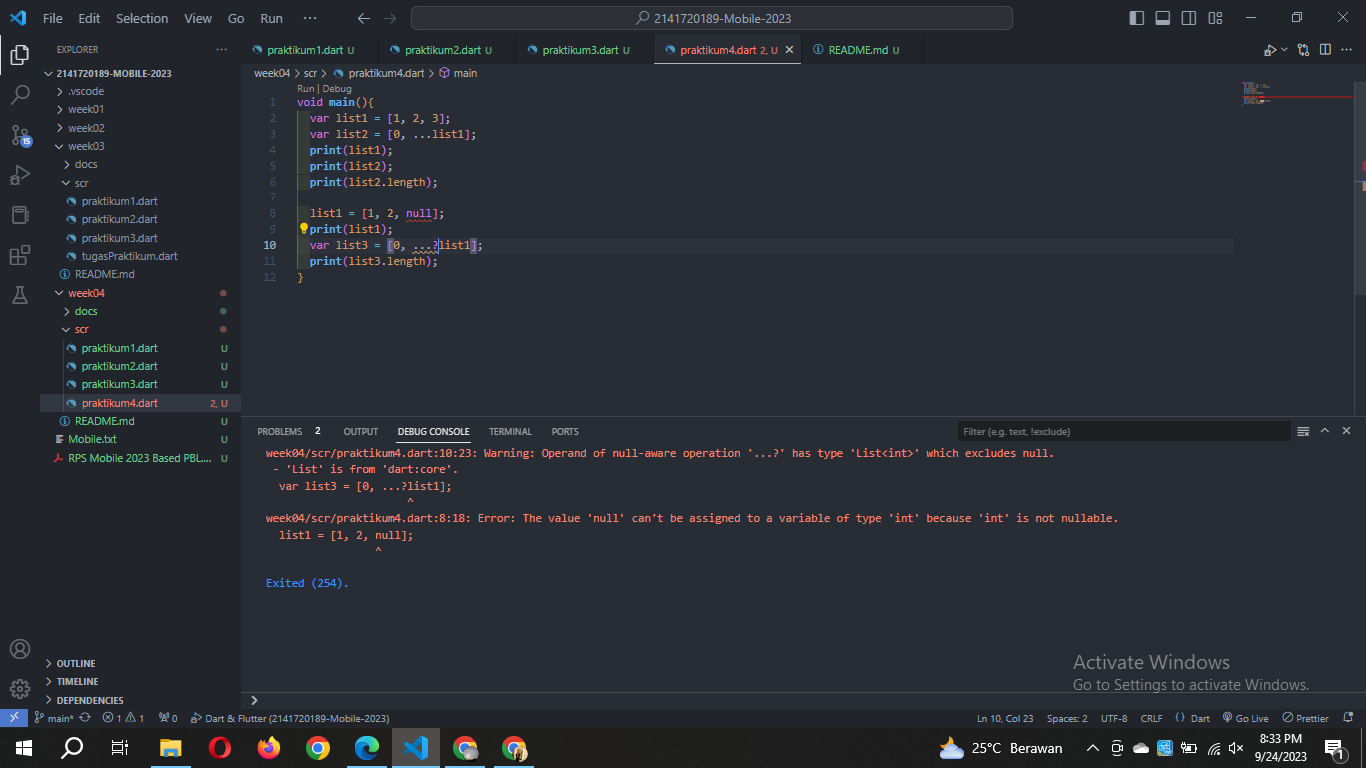 File Edit Selection View Go Run ··· 2141720189-Mobile-2023
EXPLORER ···
2141720189-MOBILE-2023
.vscode
week01
week02
week03
docs
scr
praktikum1.dart
praktikum2.dart
praktikum3.dart
tugasPraktikum.dart
README.md
week04
docs
scr
praktikum1.dart U
praktikum2.dart U
praktikum3.dart U
praktikum4.dart 2, U
README.md U
Mobile.txt U
RPS Mobile 2023 Based PBL.... U
OUTLINE
TIMELINE
DEPENDENCIES
15
praktikum1.dart U praktikum2.dart U praktikum3.dart U praktikum4.dart 2, U README.md U
week04 > scr > praktikum4.dart > main
Run | Debug
1 void main(){
2 var list1 = [1, 2, 3];
3 var list2 = [0, ...list1];
4 print(list1);
5 print(list2);
6 print(list2.length);
7
8 list1 = [1, 2, null];
9 print(list1);
10 var list3 = [0, ...?list1];
11 print(list3.length);
12 }
PROBLEMS 2 OUTPUT DEBUG CONSOLE TERMINAL PORTS Filter (e.g. text, !exclude)
week04/scr/praktikum4.dart:10:23: Warning: Operand of null-aware operation '...?' has type 'List<int>' which excludes null.
- 'List' is from 'dart:core'.
var list3 = [0, ...?list1];
^
week04/scr/praktikum4.dart:8:18: Error: The value 'null' can't be assigned to a variable of type 'int' because 'int' is not nullable.
list1 = [1, 2, null];
^
Exited (254).
Activate Windows
Go to Settings to activate Windows.
main* 1 1 0 Dart & Flutter (2141720189-Mobile-2023) Ln 10, Col 23 Spaces: 2 UTF-8 CRLF {} Dart Go Live Prettier
25°C Berawan 8:33 PM
9/24/2023
1